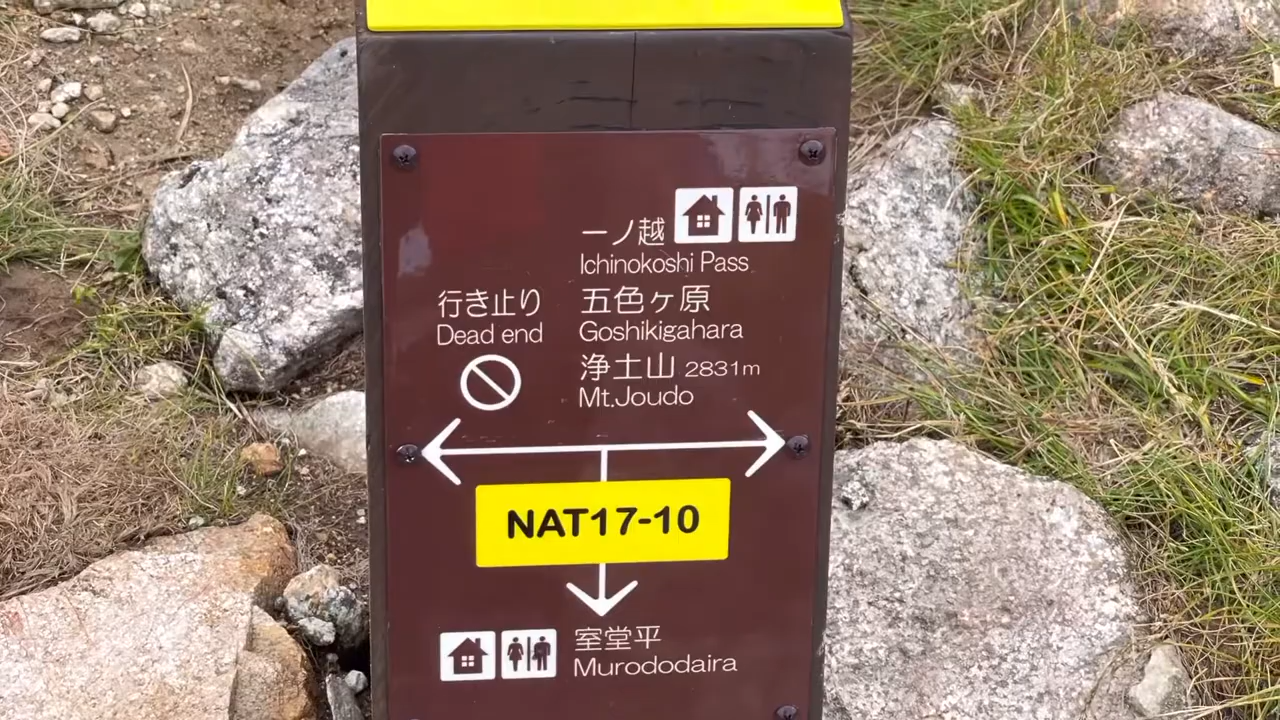 一ノ越
Ichinokoshi Pass
行き止り
Dead end
五色ヶ原
Goshikigahara
浄土山 2831m
Mt.Joudo
NAT17-10
室堂平
Murododaira